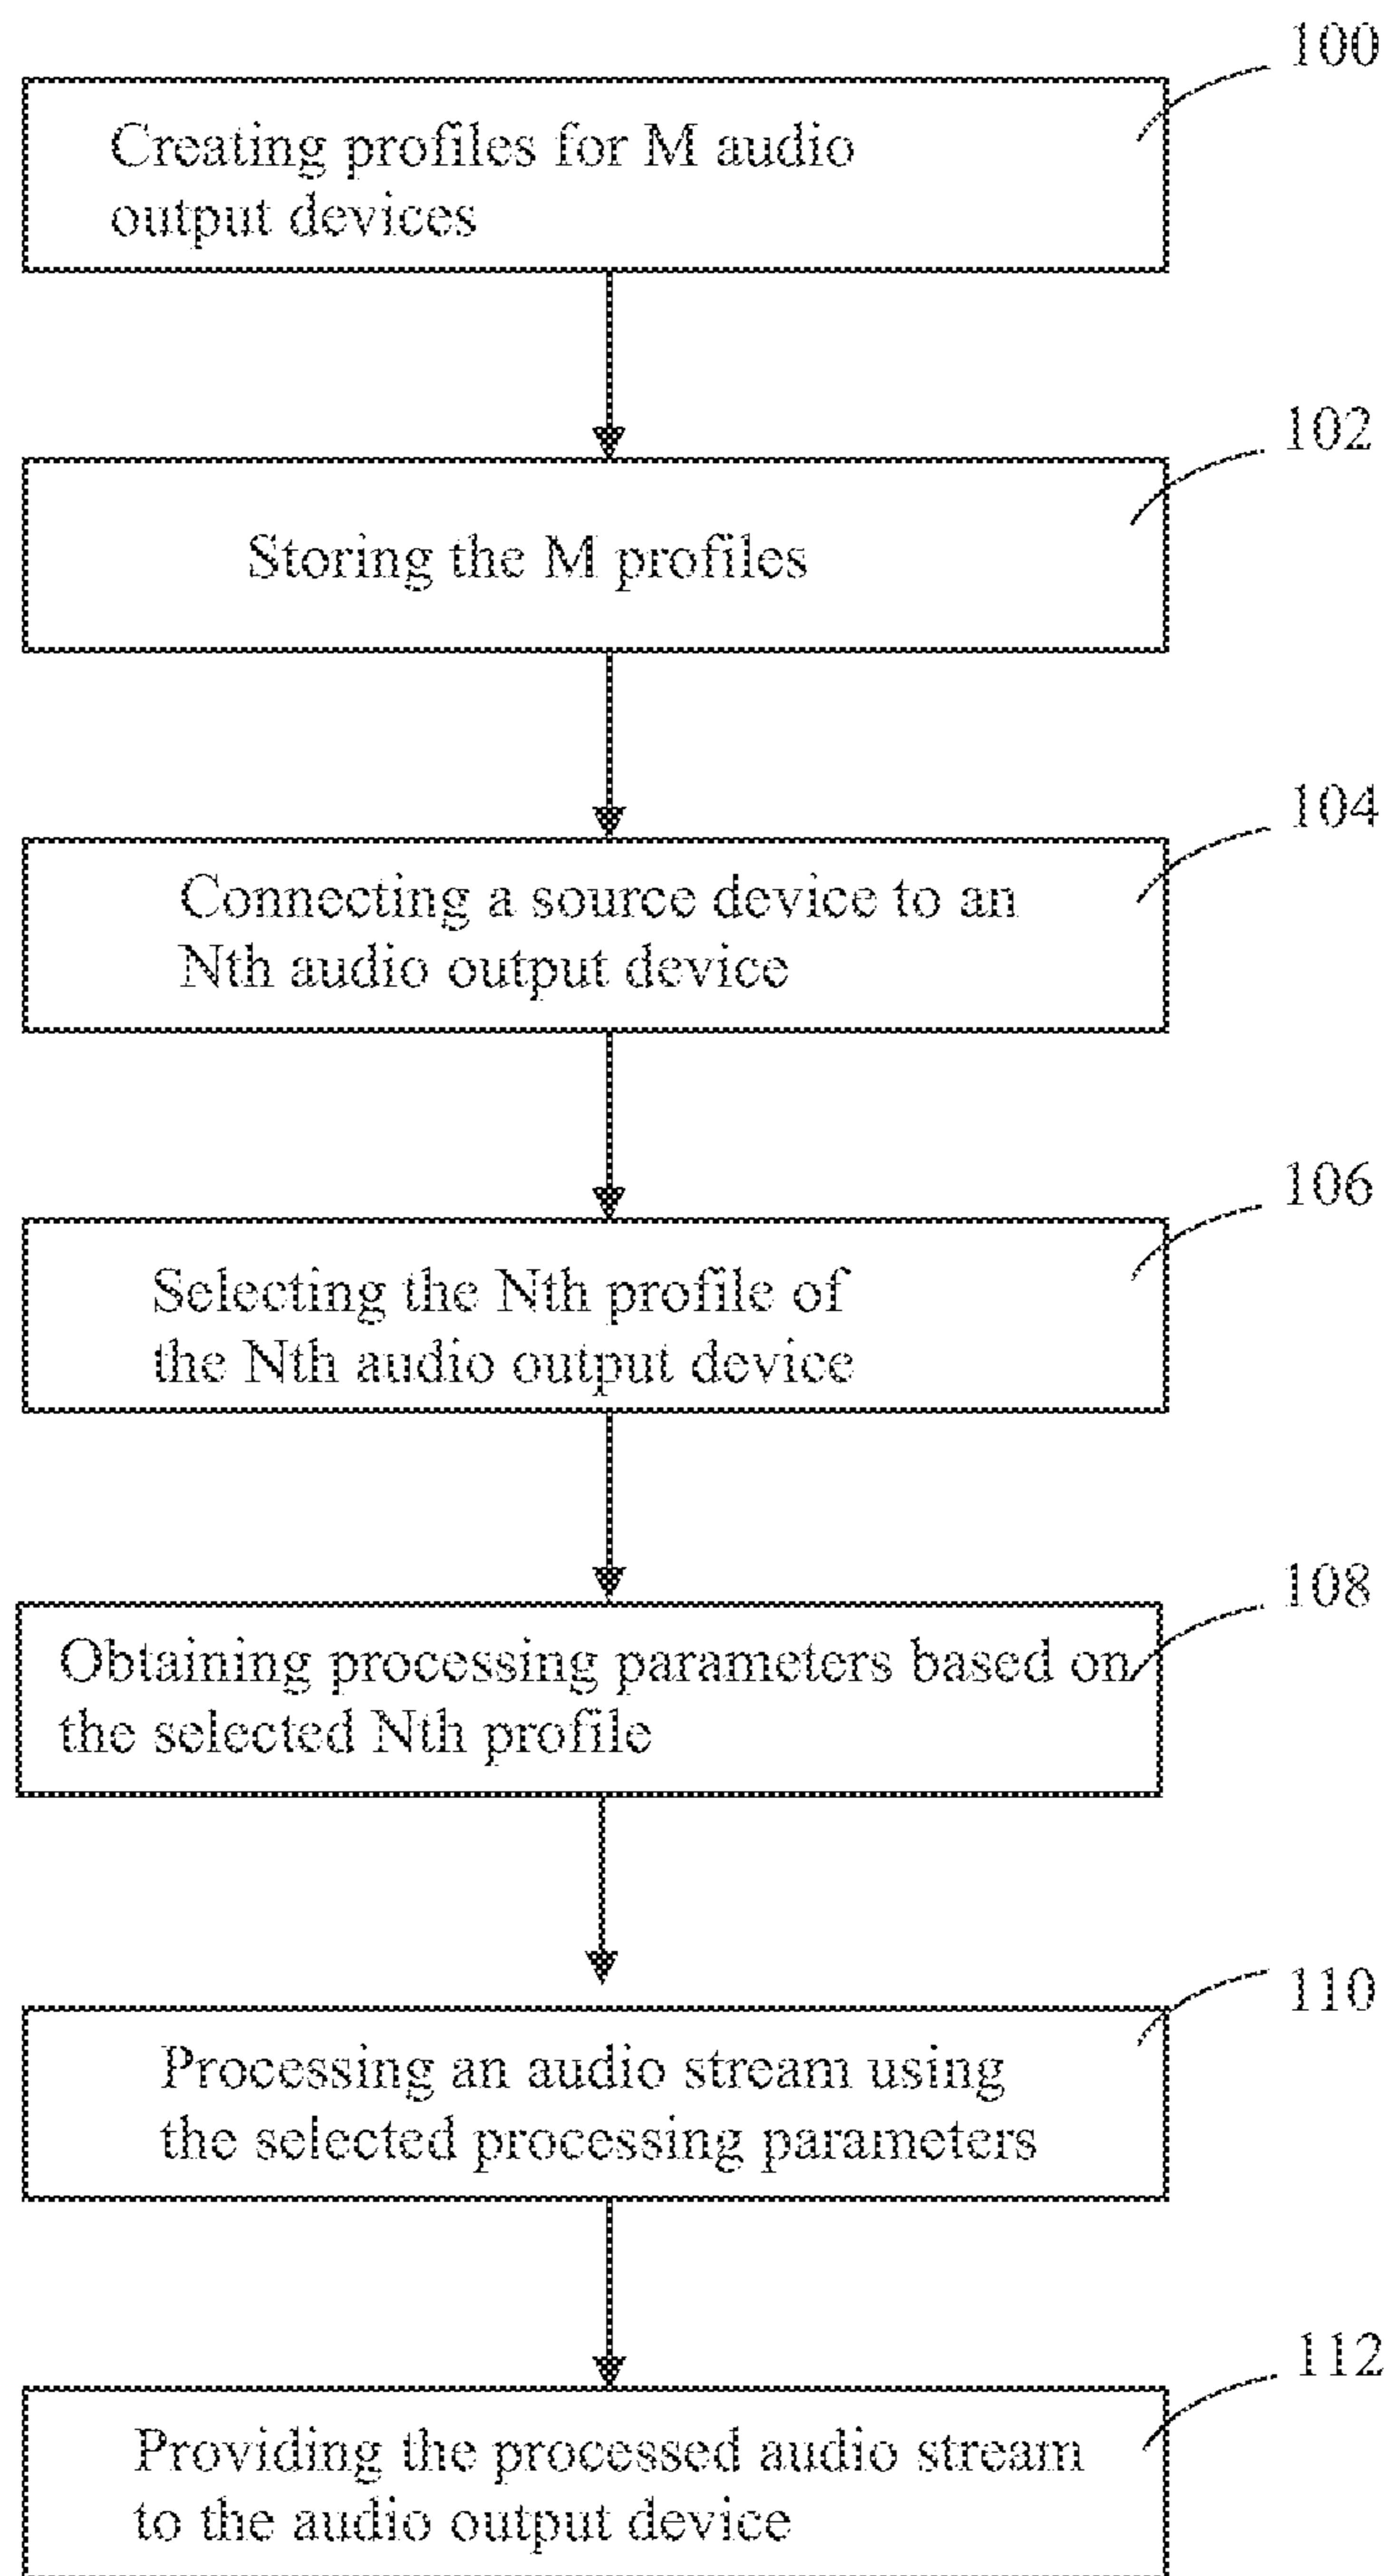 100
Creating profiles for M audio
output devices
102
Storing the M profiles
104
Connecting a source device to an
Nth audio output device
106
Selecting the Nth profile of
the Nth audio output device
108
Obtaining processing parameters based on
the selected Nth profile
110
Processing an audio stream using
the selected processing parameters
112
Providing the processed audio stream
to the audio output device